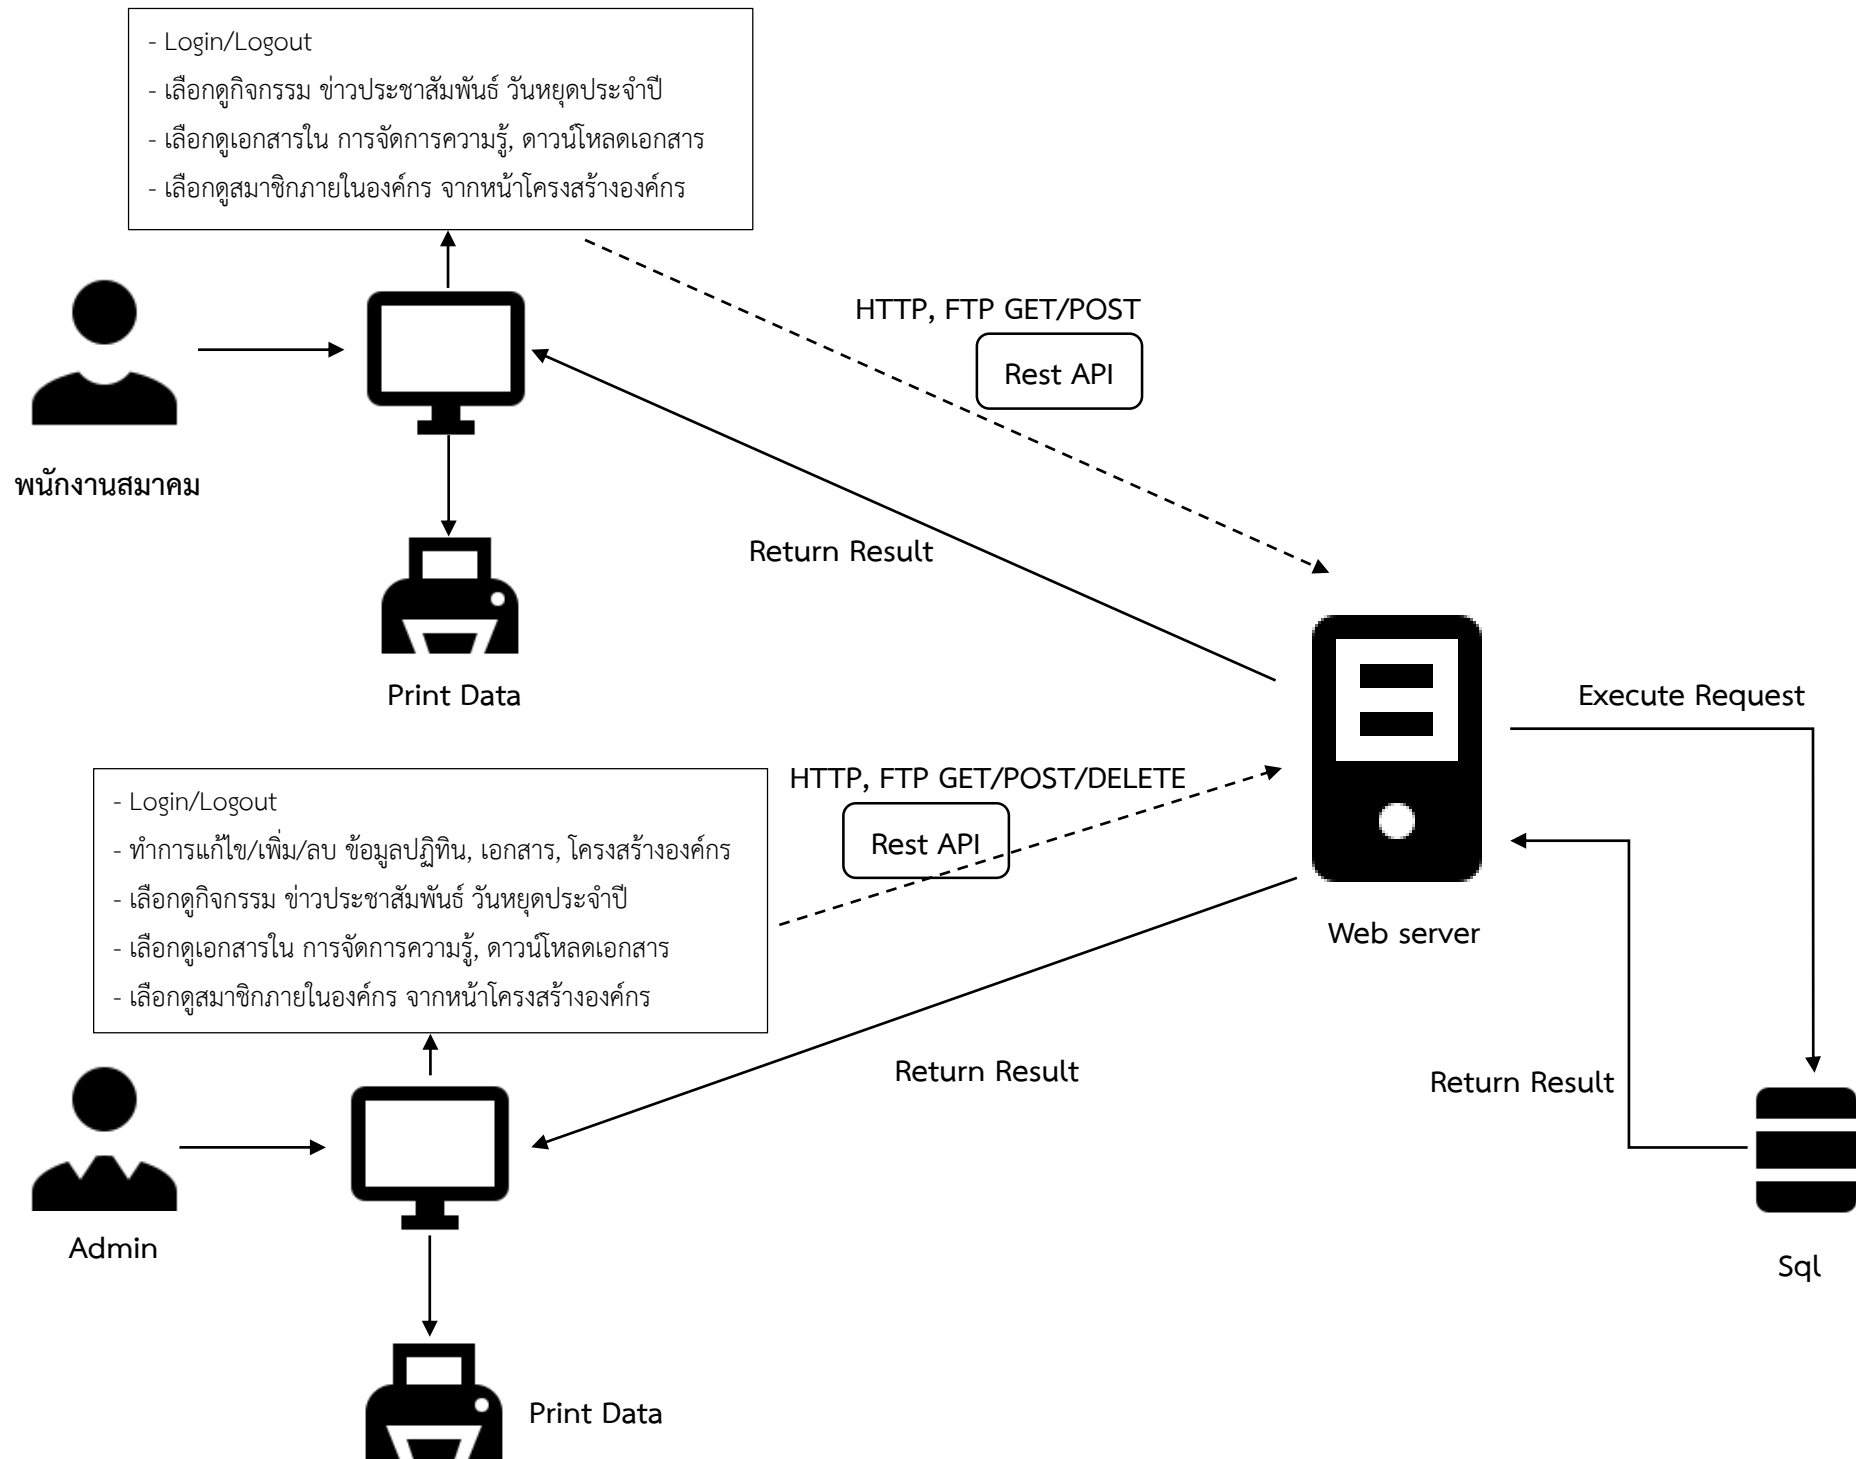 - Login/Logout
- เลือกดูกิจกรรม ข่าวประชาสัมพันธ์ วันหยุดประจำปี
- เลือกดูเอกสารใน การจัดการความรู้, ดาวน์โหลดเอกสาร
- เลือกดูสมาชิกภายในองค์กร จากหน้าโครงสร้างองค์กร
HTTP, FTP GET/POST
Rest API
พนักงานสมาคม
Return Result
Print Data
Execute Request
HTTP, FTP GET/POST/DELETE
Rest API
- Login/Logout
- ทำการแก้ไข/เพิ่ม/ลบ ข้อมูลปฏิทิน, เอกสาร, โครงสร้างองค์กร
- เลือกดูกิจกรรม ข่าวประชาสัมพันธ์ วันหยุดประจำปี
- เลือกดูเอกสารใน การจัดการความรู้, ดาวน์โหลดเอกสาร
- เลือกดูสมาชิกภายในองค์กร จากหน้าโครงสร้างองค์กร
Web server
Return Result
Return Result
Admin
Sql
Print Data